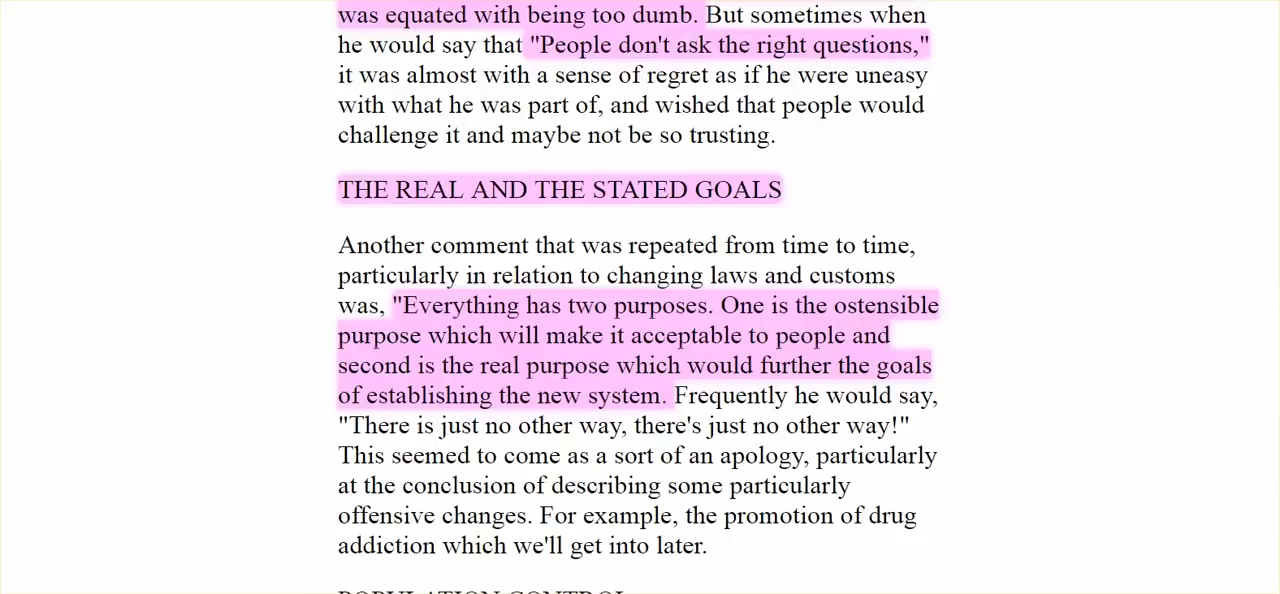 was equated with being too dumb. But sometimes when
he would say that "People don't ask the right questions,"
it was almost with a sense of regret as if he were uneasy
with what he was part of, and wished that people would
challenge it and maybe not be so trusting.
THE REAL AND THE STATED GOALS
Another comment that was repeated from time to time,
particularly in relation to changing laws and customs
was, "Everything has two purposes. One is the ostensible
purpose which will make it acceptable to people and
second is the real purpose which would further the goals
of establishing the new system. Frequently he would say,
"There is just no other way, there's just no other way!"
This seemed to come as a sort of an apology, particularly
at the conclusion of describing some particularly
offensive changes. For example, the promotion of drug
addiction which we'll get into later.
POPULATION CONTROL